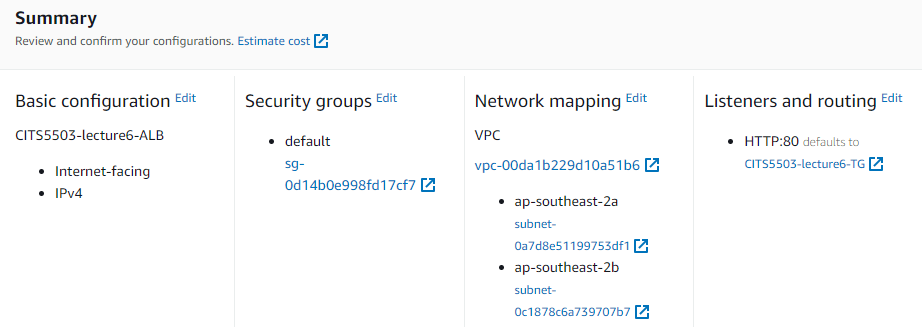 Summary
Review and confirm your configurations. Estimate cost
Basic configuration Edit
CITS5503-lecture6-ALB
Internet-facing
IPv4
Security groups Edit
default
sg-
0d14b0e998fd17cf7
Network mapping Edit
VPC
vpc-00da1b229d10a51b6
ap-southeast-2a
subnet-
0a7d8e51199753df1
ap-southeast-2b
subnet-
0c1878c6a739707b7
Listeners and routing Edit
HTTP:80 defaults to
CITS5503-lecture6-TG